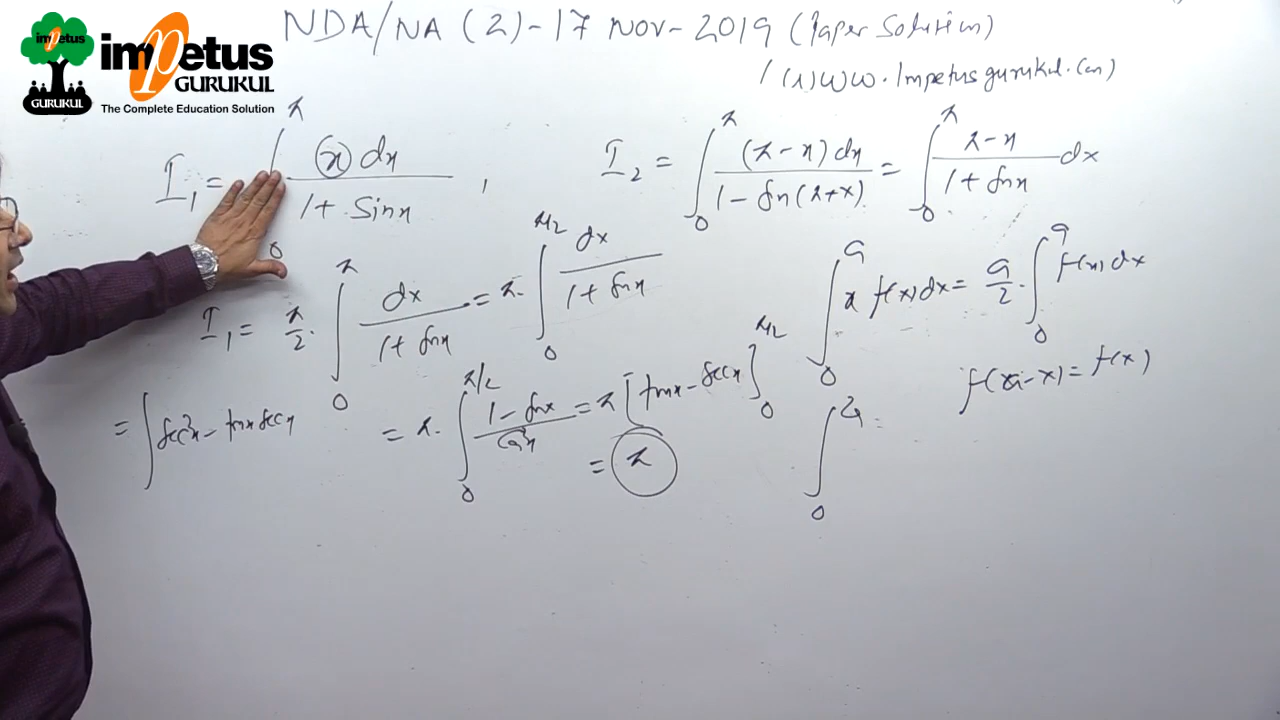 NDA/NA (2)-17 Nov-2019 (Paper Solution)
impetus
GURUKUL
impetus
GURUKUL
The Complete Education Solution
/ www.Impetusgurukul.Com)
I₁ = ∫₀^π (x) dx / 1 + Sinx , I₂ = ∫₀^π (π - x) dx / 1 - Sin(π+x) = ∫₀^π π - x / 1 + Sinx dx
I₁ = π/2 . ∫₀^π dx / 1 + Sinx = π . ∫₀^π/2 dx / 1 + Sinx
∫₀^a x f(x) dx = a/2 . ∫₀^a f(x) dx
f(a-x) = f(x)
= ∫ Sec²x - tanx Secx = π . ∫₀^π/2 1 - Sinx / Cos²x = π [tanx - Secx]₀^π/2
= π
∫₀^2a =